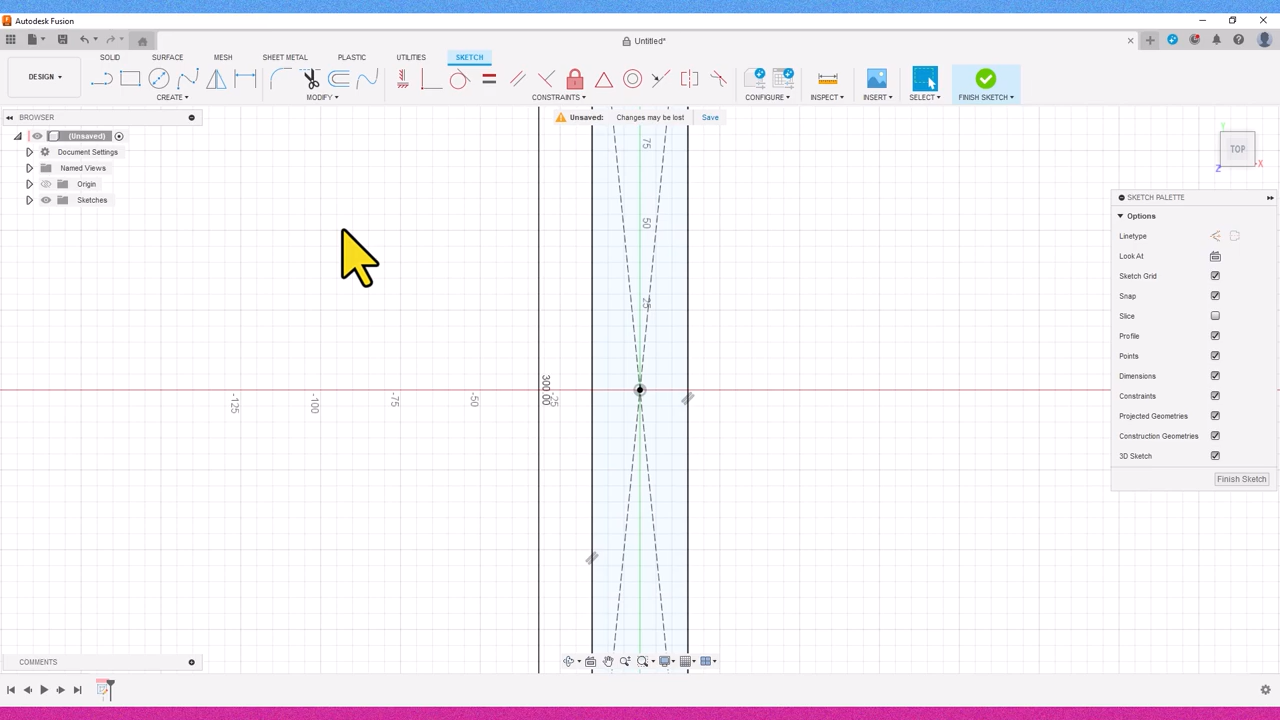 Autodesk Fusion
Untitled*
DESIGN
SOLID
SURFACE
MESH
SHEET METAL
PLASTIC
UTILITIES
SKETCH
CREATE
MODIFY
CONSTRAINTS
CONFIGURE
INSPECT
INSERT
SELECT
FINISH SKETCH
BROWSER
Unsaved: Changes may be lost Save
(Unsaved)
Document Settings
Named Views
Origin
Sketches
TOP
Y
X
Z
SKETCH PALETTE
Options
Linetype
Look At
Sketch Grid
Snap
Slice
Profile
Points
Dimensions
Constraints
Projected Geometries
Construction Geometries
3D Sketch
Finish Sketch
75
50
25
300.00
-125
-100
-75
-50
-25
COMMENTS